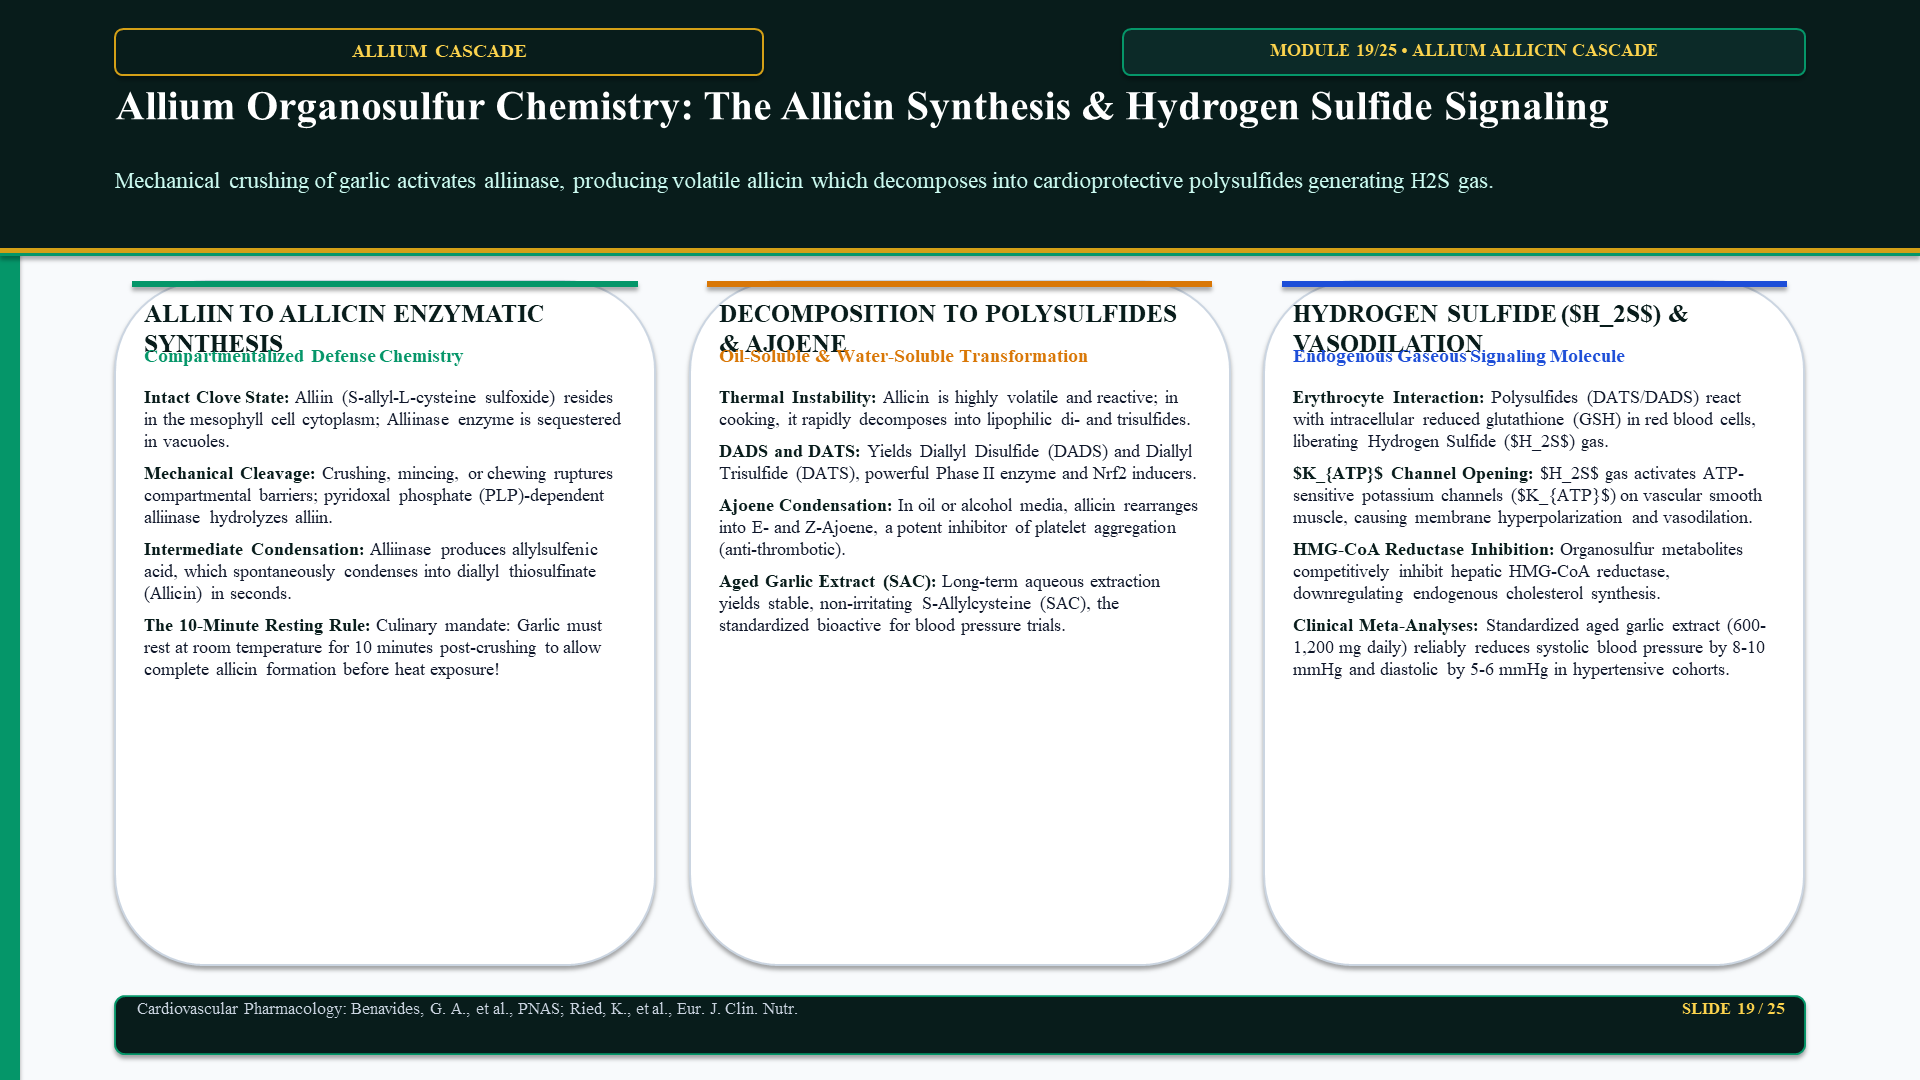 ALLIUM CASCADE
MODULE 19/25 • ALLIUM ALLICIN CASCADE
Allium Organosulfur Chemistry: The Allicin Synthesis & Hydrogen Sulfide Signaling
Mechanical crushing of garlic activates alliinase, producing volatile allicin which decomposes into cardioprotective polysulfides generating H2S gas.
ALLIIN TO ALLICIN ENZYMATIC
SYNTHESIS
Compartmentalized Defense Chemistry
Intact Clove State: Alliin (S-allyl-L-cysteine sulfoxide) resides
in the mesophyll cell cytoplasm; Alliinase enzyme is sequestered
in vacuoles.
Mechanical Cleavage: Crushing, mincing, or chewing ruptures
compartmental barriers; pyridoxal phosphate (PLP)-dependent
alliinase hydrolyzes alliin.
Intermediate Condensation: Alliinase produces allylsulfenic
acid, which spontaneously condenses into diallyl thiosulfinate
(Allicin) in seconds.
The 10-Minute Resting Rule: Culinary mandate: Garlic must
rest at room temperature for 10 minutes post-crushing to allow
complete allicin formation before heat exposure!
DECOMPOSITION TO POLYSULFIDES
& AJOENE
Oil-Soluble & Water-Soluble Transformation
Thermal Instability: Allicin is highly volatile and reactive; in
cooking, it rapidly decomposes into lipophilic di- and trisulfides.
DADS and DATS: Yields Diallyl Disulfide (DADS) and Diallyl
Trisulfide (DATS), powerful Phase II enzyme and Nrf2 inducers.
Ajoene Condensation: In oil or alcohol media, allicin rearranges
into E- and Z-Ajoene, a potent inhibitor of platelet aggregation
(anti-thrombotic).
Aged Garlic Extract (SAC): Long-term aqueous extraction
yields stable, non-irritating S-Allylcysteine (SAC), the
standardized bioactive for blood pressure trials.
HYDROGEN SULFIDE ($H_2S$) &
VASODILATION
Endogenous Gaseous Signaling Molecule
Erythrocyte Interaction: Polysulfides (DATS/DADS) react
with intracellular reduced glutathione (GSH) in red blood cells,
liberating Hydrogen Sulfide ($H_2S$) gas.
$K_{ATP}$ Channel Opening: $H_2S$ gas activates ATP-
sensitive potassium channels ($K_{ATP}$) on vascular smooth
muscle, causing membrane hyperpolarization and vasodilation.
HMG-CoA Reductase Inhibition: Organosulfur metabolites
competitively inhibit hepatic HMG-CoA reductase,
downregulating endogenous cholesterol synthesis.
Clinical Meta-Analyses: Standardized aged garlic extract (600-
1,200 mg daily) reliably reduces systolic blood pressure by 8-10
mmHg and diastolic by 5-6 mmHg in hypertensive cohorts.
Cardiovascular Pharmacology: Benavides, G. A., et al., PNAS; Ried, K., et al., Eur. J. Clin. Nutr.
SLIDE 19 / 25